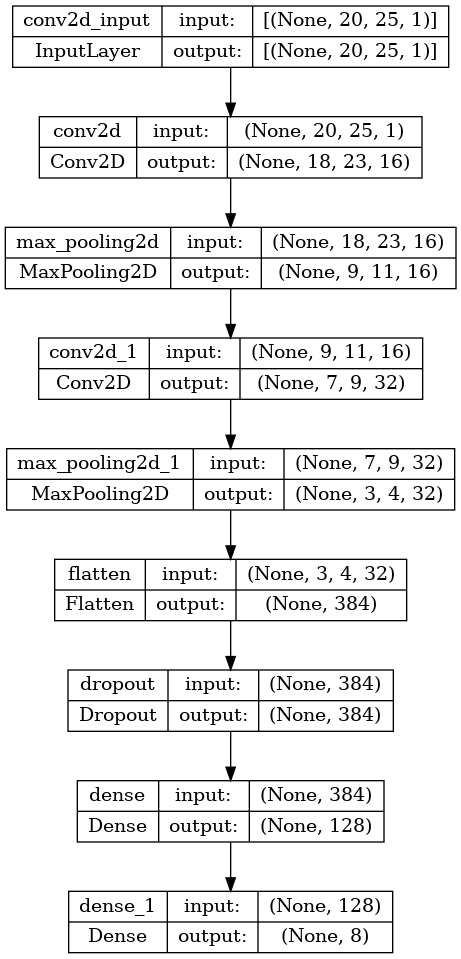 conv2d_input input: [(None, 20, 25, 1)]
InputLayer output: [(None, 20, 25, 1)]
conv2d input: (None, 20, 25, 1)
Conv2D output: (None, 18, 23, 16)
max_pooling2d input: (None, 18, 23, 16)
MaxPooling2D output: (None, 9, 11, 16)
conv2d_1 input: (None, 9, 11, 16)
Conv2D output: (None, 7, 9, 32)
max_pooling2d_1 input: (None, 7, 9, 32)
MaxPooling2D output: (None, 3, 4, 32)
flatten input: (None, 3, 4, 32)
Flatten output: (None, 384)
dropout input: (None, 384)
Dropout output: (None, 384)
dense input: (None, 384)
Dense output: (None, 128)
dense_1 input: (None, 128)
Dense output: (None, 8)